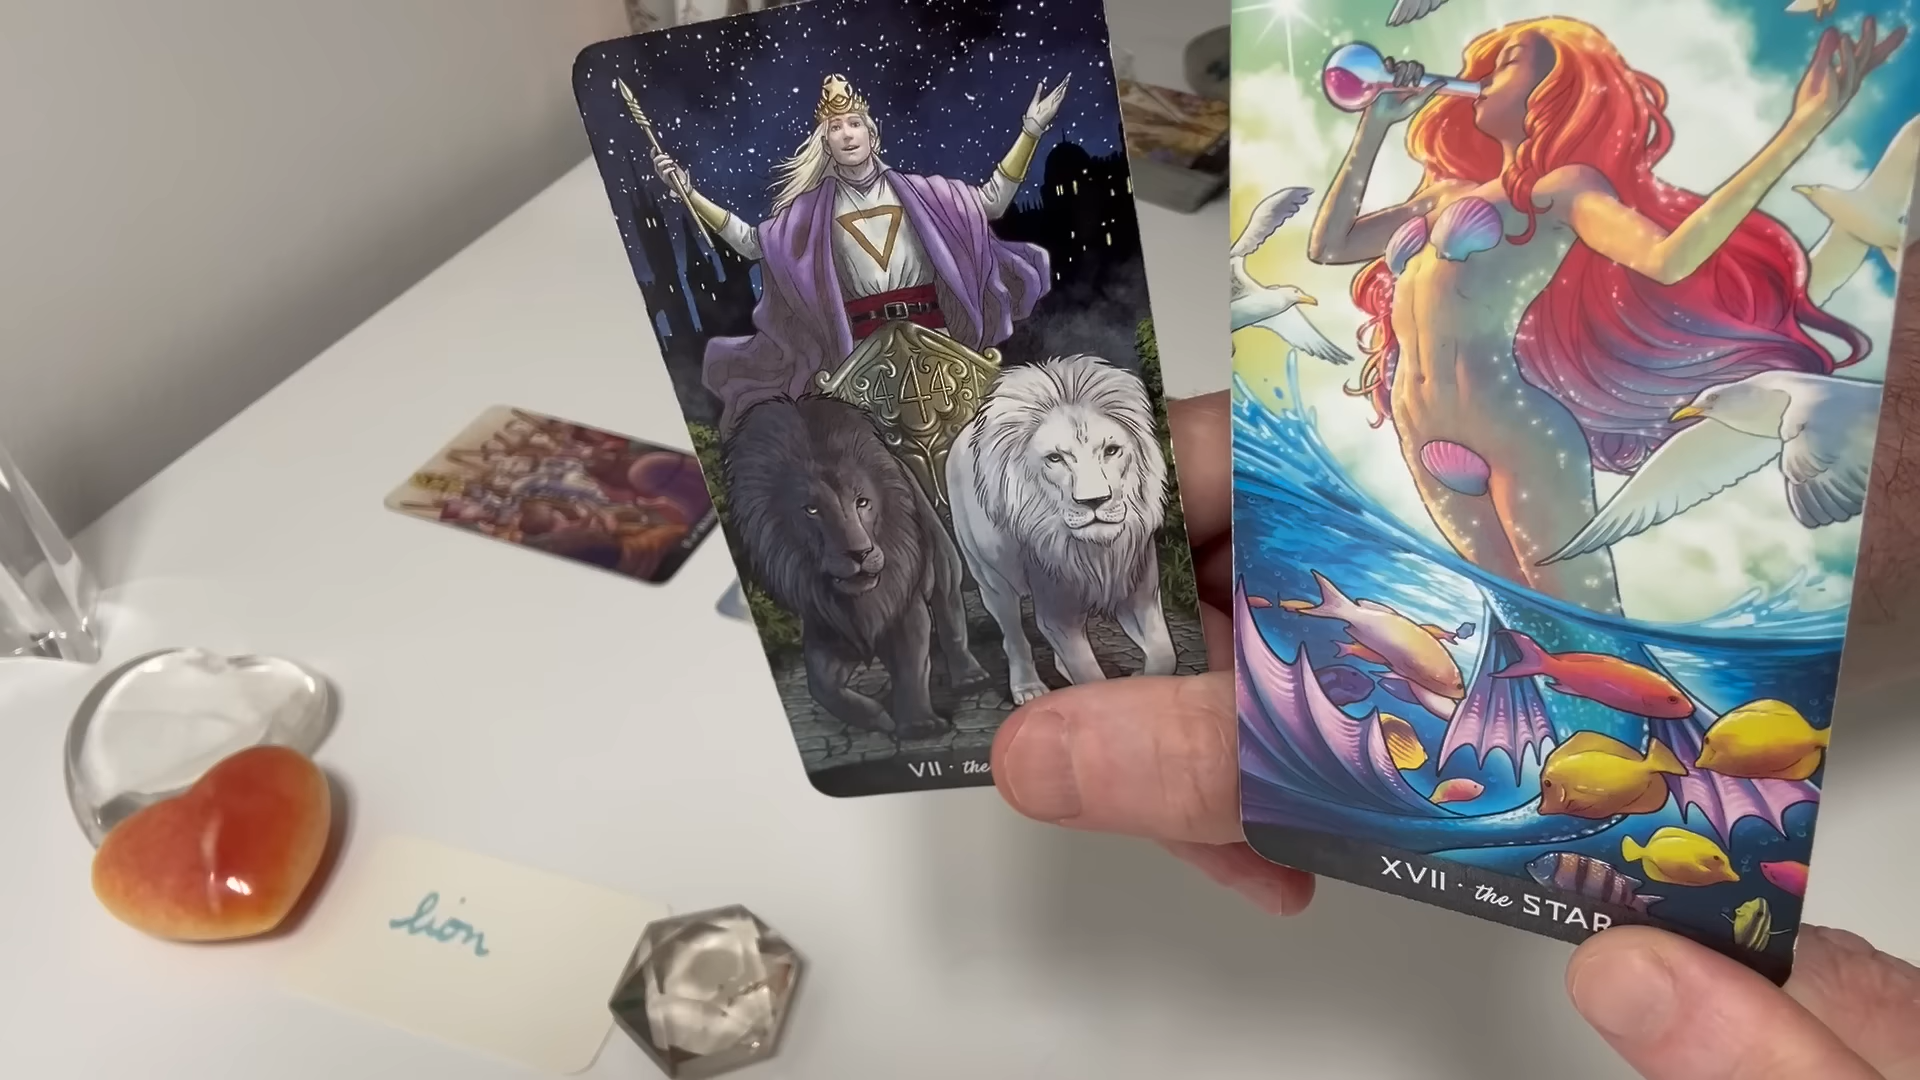 444
VII · the
XVII · the STAR
lion